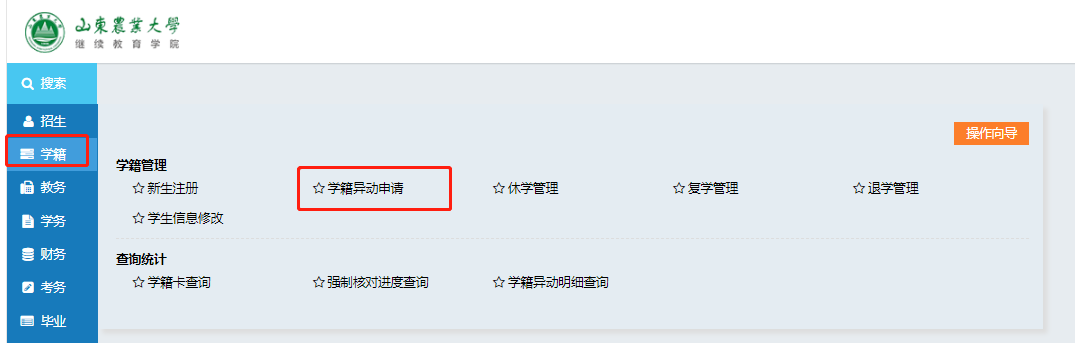 山東農業大學
继续教育学院
搜索
招生
学籍
教务
学务
财务
考务
毕业
操作向导
学籍管理
新生注册 学籍异动申请 休学管理 复学管理 退学管理
学生信息修改
查询统计
学籍卡查询 强制核对进度查询 学籍异动明细查询